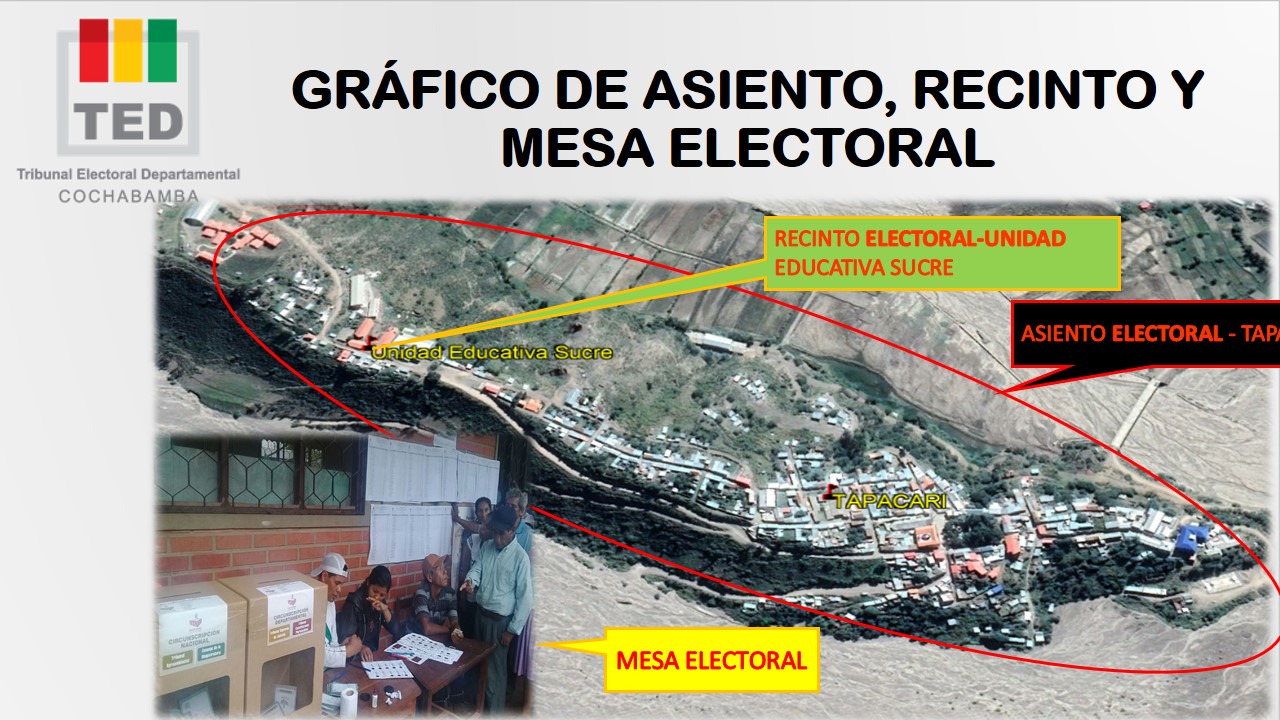 TED
Tribunal Electoral Departamental
COCHABAMBA
GRÁFICO DE ASIENTO, RECINTO Y
MESA ELECTORAL
RECINTO ELECTORAL-UNIDAD
EDUCATIVA SUCRE
ASIENTO ELECTORAL - TAPA
Unidad Educativa Sucre
TAPACARI
CIRCUNSCRIPCIÓN
NACIONAL
CIRCUNSCRIPCIÓN
DEPARTAMENTAL
MESA ELECTORAL